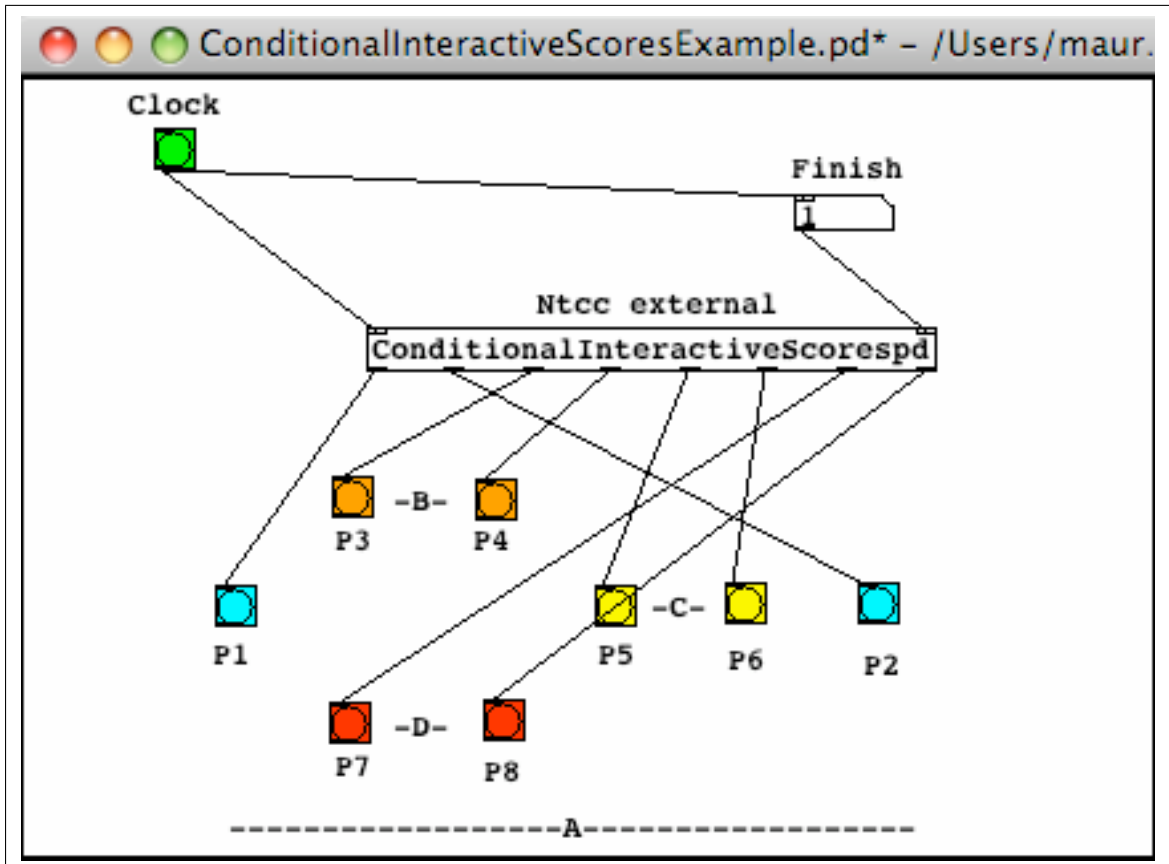 ConditionalInteractiveScoresExample.pd* – /Users/maur.
Clock
Finish
1
Ntcc external
ConditionalInteractiveScorespd
-B-
P3 P4
-C-
P1 P5 P6 P2
-D-
P7 P8
------------------A------------------